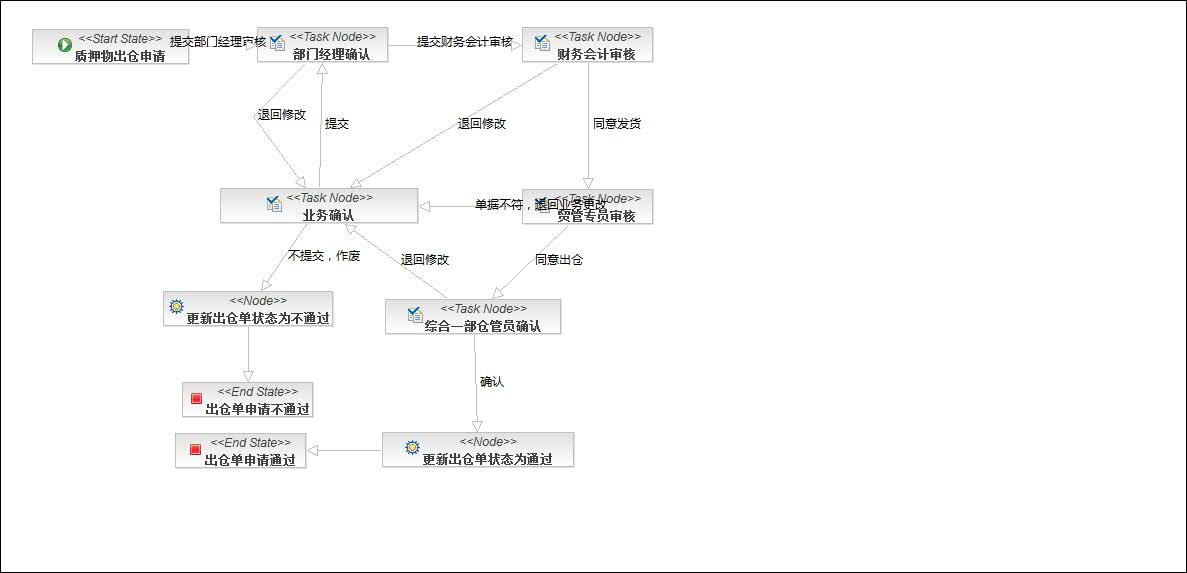 <<Start State>>
质押物出仓申请
提交部门经理审核
<<Task Node>>
部门经理确认
提交财务会计审核
<<Task Node>>
财务会计审核
退回修改
提交
退回修改
同意发货
<<Task Node>>
业务确认
单据不符，退回业务更改
<<Task Node>>
贸管专员审核
不提交，作废
退回修改
同意出仓
<<Node>>
更新出仓单状态为不通过
<<Task Node>>
综合一部仓管员确认
确认
<<End State>>
出仓单申请不通过
<<End State>>
出仓单申请通过
<<Node>>
更新出仓单状态为通过